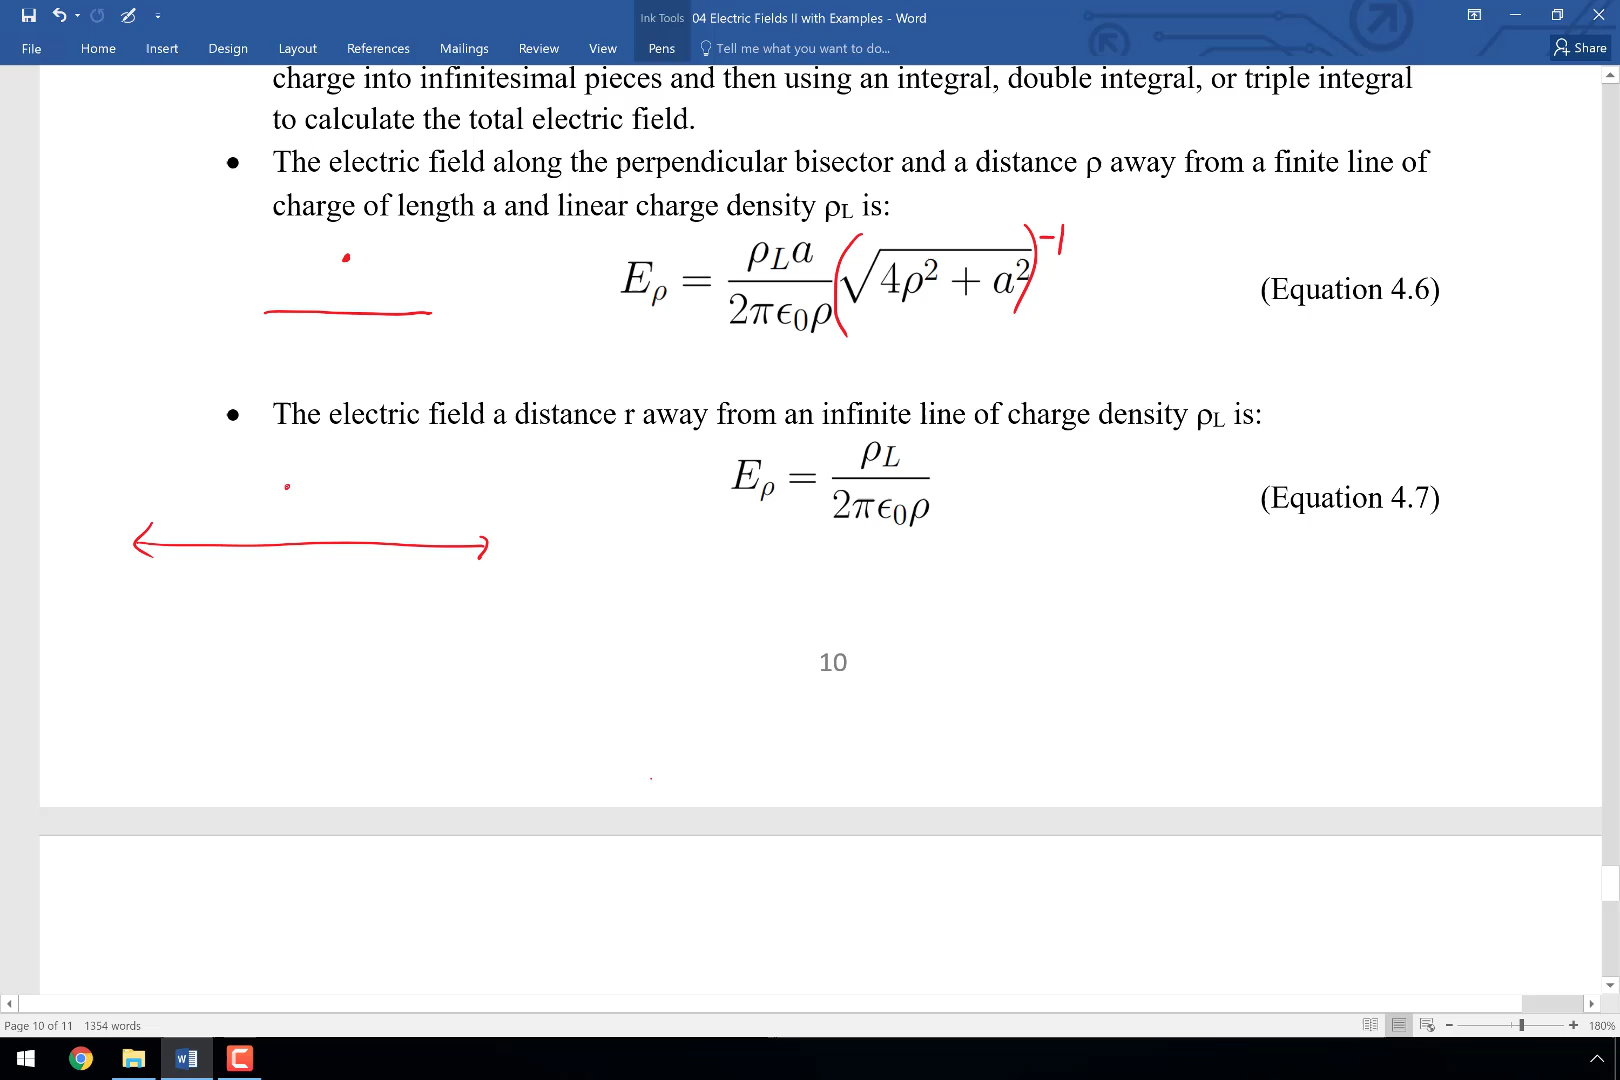 Ink Tools 04 Electric Fields II with Examples - Word
File Home Insert Design Layout References Mailings Review View Pens Tell me what you want to do... Share
charge into infinitesimal pieces and then using an integral, double integral, or triple integral
to calculate the total electric field.
• The electric field along the perpendicular bisector and a distance ρ away from a finite line of
charge of length a and linear charge density ρL is:
Eρ = ρLa / 2πϵ0ρ (√4ρ² + a²)⁻¹ (Equation 4.6)
• The electric field a distance r away from an infinite line of charge density ρL is:
Eρ = ρL / 2πϵ0ρ (Equation 4.7)
10
Page 10 of 11 1354 words 180%